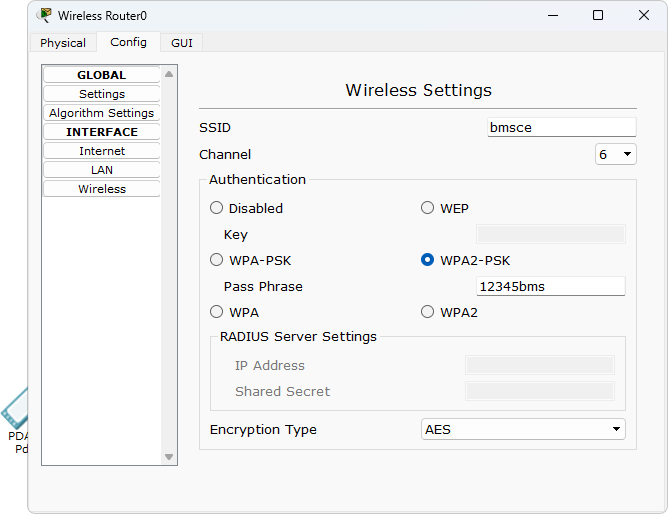 Wireless Router0
Physical Config GUI
GLOBAL
Settings
Algorithm Settings
INTERFACE
Internet
LAN
Wireless
Wireless Settings
SSID bmsce
Channel 6
Authentication
Disabled WEP
Key
WPA-PSK WPA2-PSK
Pass Phrase 12345bms
WPA WPA2
RADIUS Server Settings
IP Address
Shared Secret
Encryption Type AES
PDA
Pd